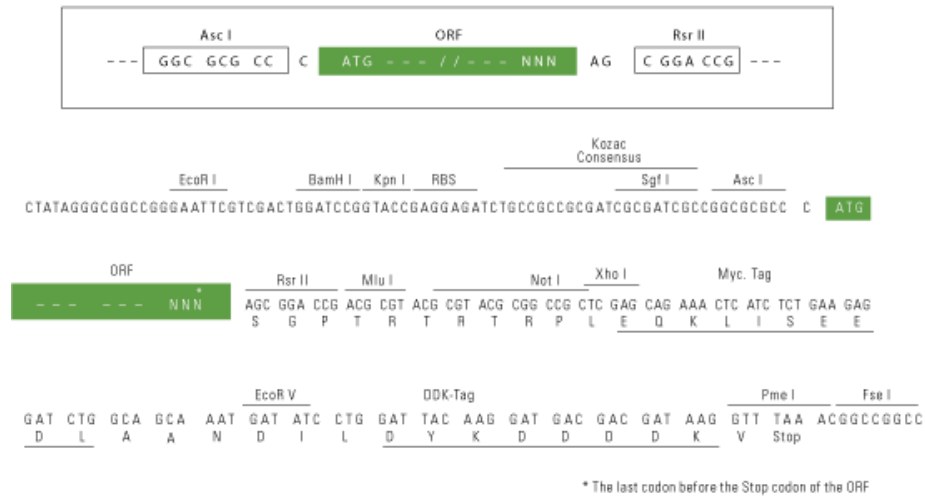 Asc I ORF Rsr II
--- GGC GCG CC C ATG --- // --- NNN AG C GGA CCG ---
Kozac
Consensus
EcoR I BamH I Kpn I RBS Sgf I Asc I
CTATAGGGCGGCCGGGAATTCGTCGACTGGATCCGGTACCGAGGAGATCTGCCGCCGCGATCGCGATCGCCGGCGCGCC C ATG
ORF Rsr II Mlu I Not I Xho I Myc. Tag
--- --- NNN* AGC GGA CCG ACG CGT ACG CGT ACG CGG CCG CTC GAG CAG AAA CTC ATC TCT GAA GAG
S G P T R T R T R P L E Q K L I S E E
EcoR V DDK-Tag Pme I Fse I
GAT CTG GCA GCA AAT GAT ATC CTG GAT TAC AAG GAT GAC GAC GAT AAG GTT TAA ACGGCCGGCC
D L A A N D I L D Y K D D D D K V Stop
* The last codon before the Stop codon of the ORF